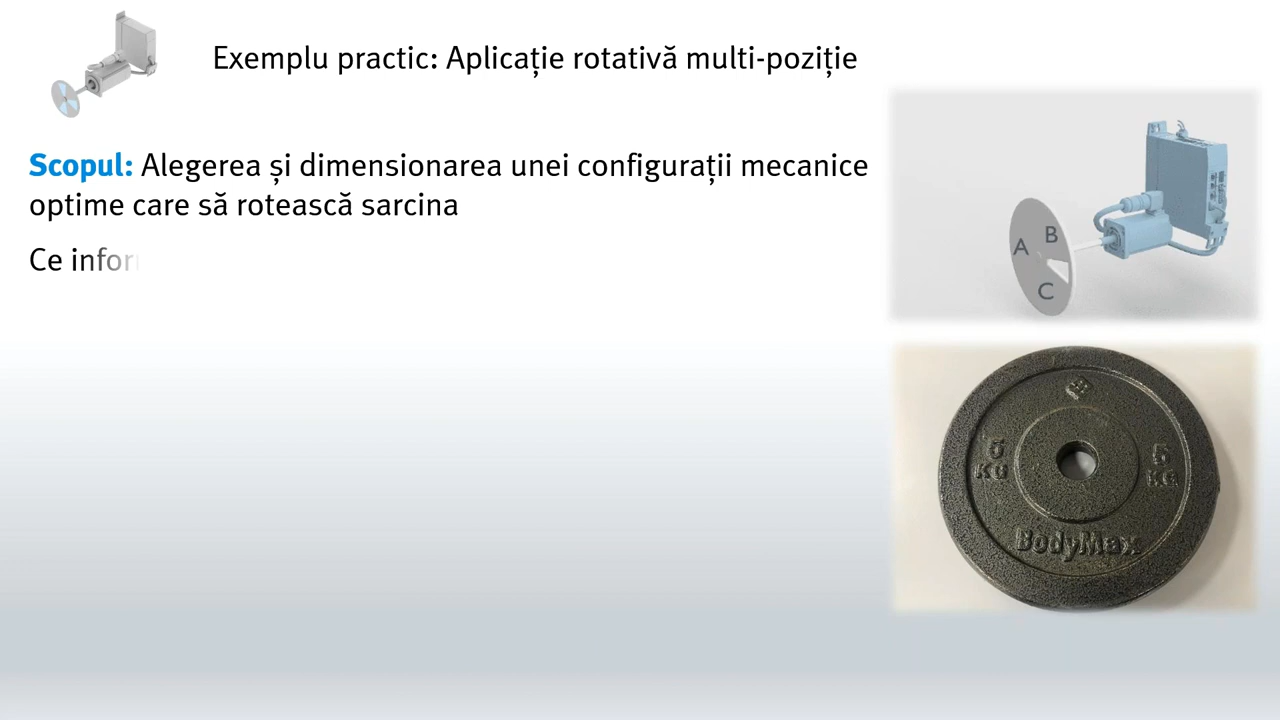 Exemplu practic: Aplicație rotativă multi-poziție
Scopul: Alegerea și dimensionarea unei configurații mecanice
optime care să rotească sarcina
Ce
A
B
C
5
KG
5
KG
BodyMax